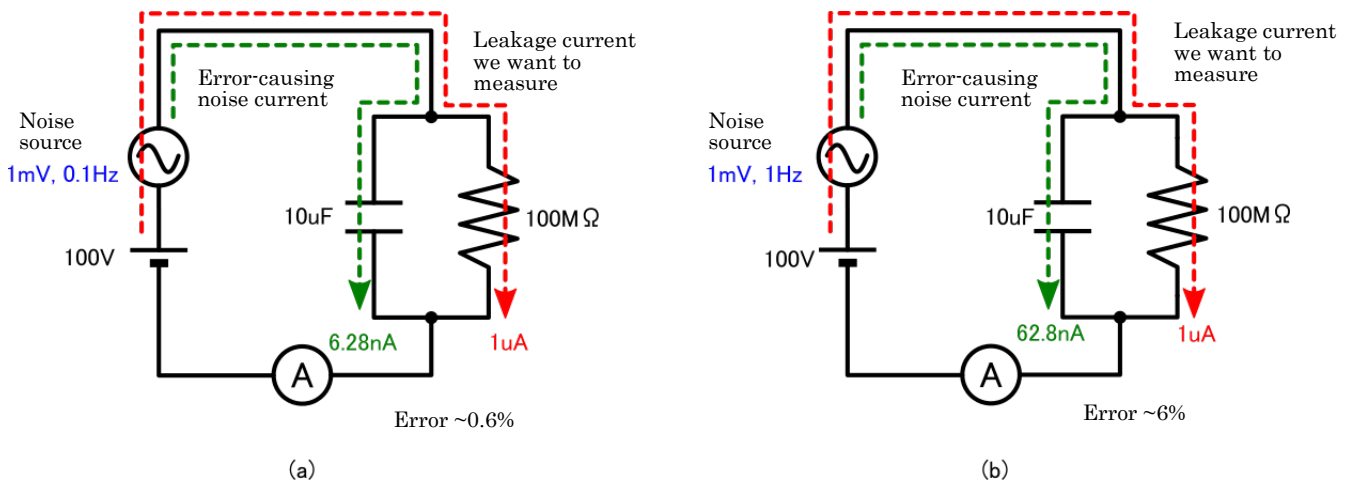 Leakage current
we want to
measure
Error-causing
noise current
Noise
source
1mV, 0.1Hz
10uF
100MΩ
100V
6.28nA
1uA
A
Error ~0.6%
(a)
Leakage current
we want to
measure
Error-causing
noise current
Noise
source
1mV, 1Hz
10uF
100MΩ
100V
62.8nA
1uA
A
Error ~6%
(b)